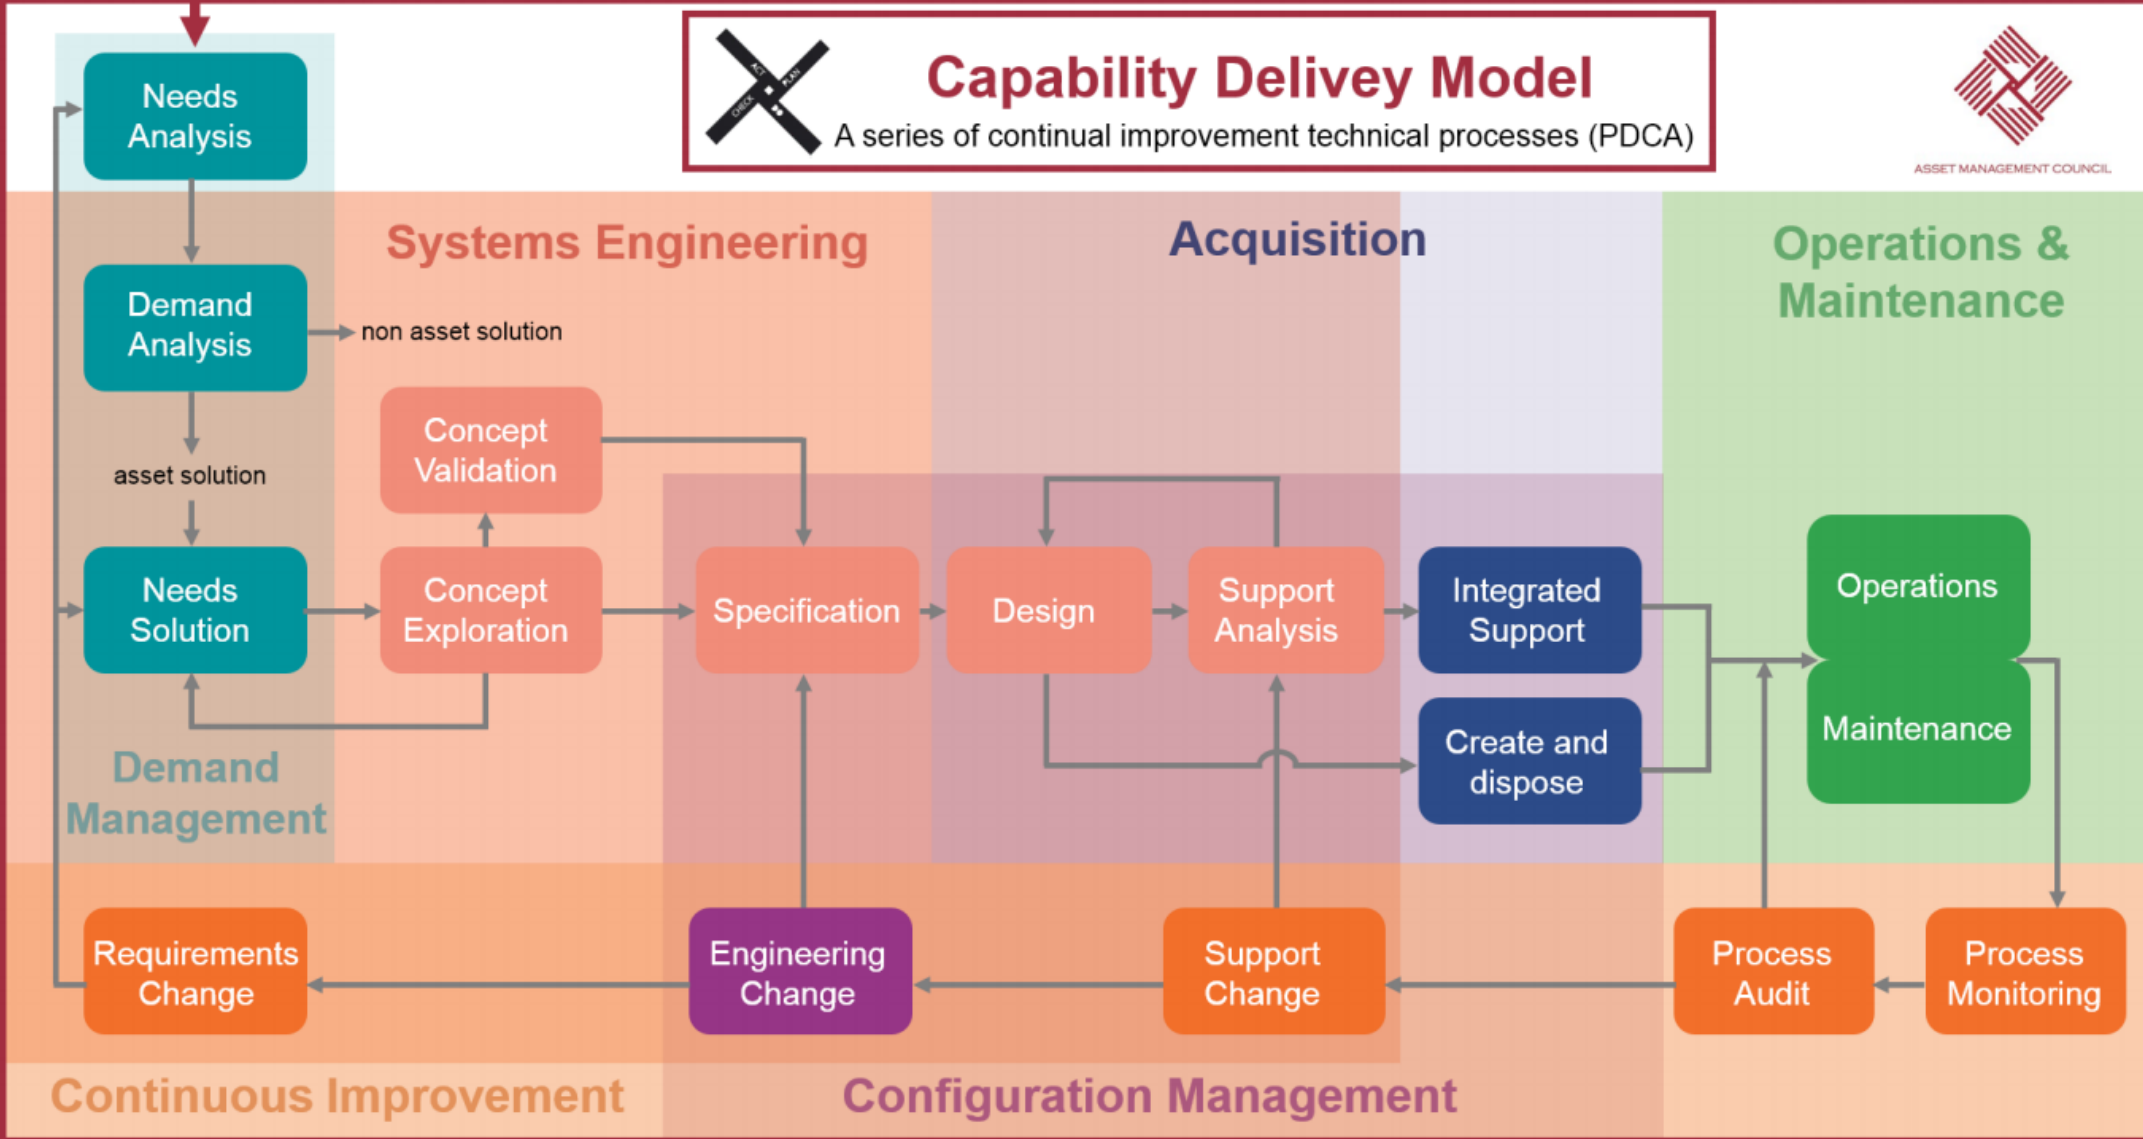 Capability Delivey Model
A series of continual improvement technical processes (PDCA)
ACT
PLAN
CHECK
ASSET MANAGEMENT COUNCIL
Needs
Analysis
Systems Engineering
Acquisition
Operations &
Maintenance
Demand
Analysis
non asset solution
asset solution
Concept
Validation
Needs
Solution
Concept
Exploration
Specification
Design
Support
Analysis
Integrated
Support
Create and
dispose
Operations
Maintenance
Demand
Management
Requirements
Change
Engineering
Change
Support
Change
Process
Audit
Process
Monitoring
Continuous Improvement
Configuration Management